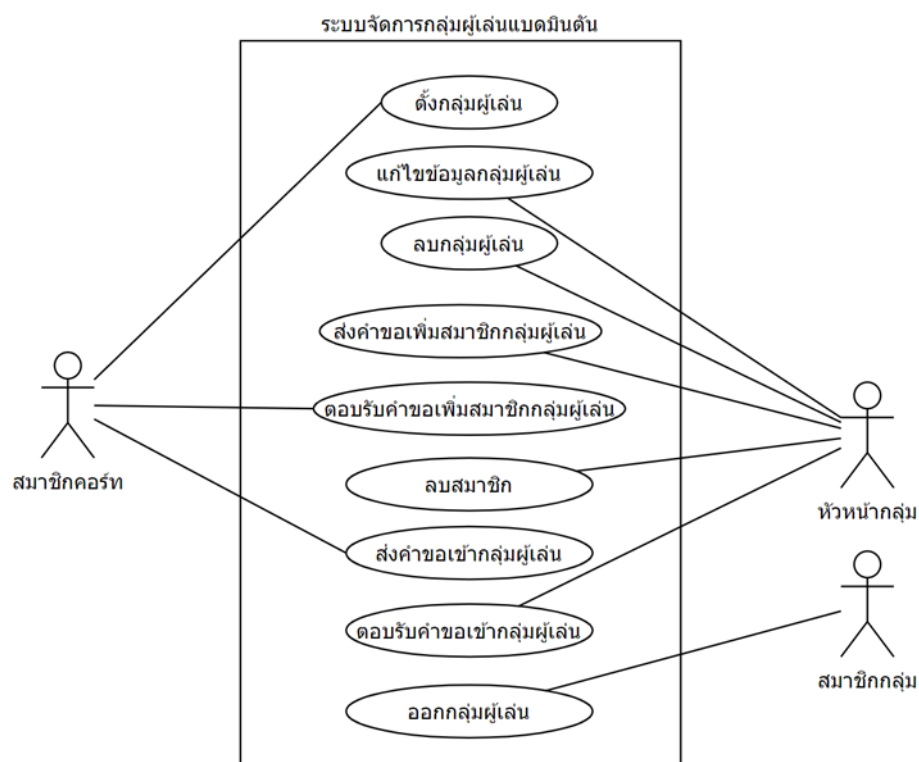 ระบบจัดการกลุ่มผู้เล่นแบดมินตัน
ตั้งกลุ่มผู้เล่น
แก้ไขข้อมูลกลุ่มผู้เล่น
ลบกลุ่มผู้เล่น
ส่งคำขอเพิ่มสมาชิกกลุ่มผู้เล่น
ตอบรับคำขอเพิ่มสมาชิกกลุ่มผู้เล่น
สมาชิกคอร์ท
ลบสมาชิก
หัวหน้ากลุ่ม
ส่งคำขอเข้ากลุ่มผู้เล่น
ตอบรับคำขอเข้ากลุ่มผู้เล่น
สมาชิกกลุ่ม
ออกกลุ่มผู้เล่น